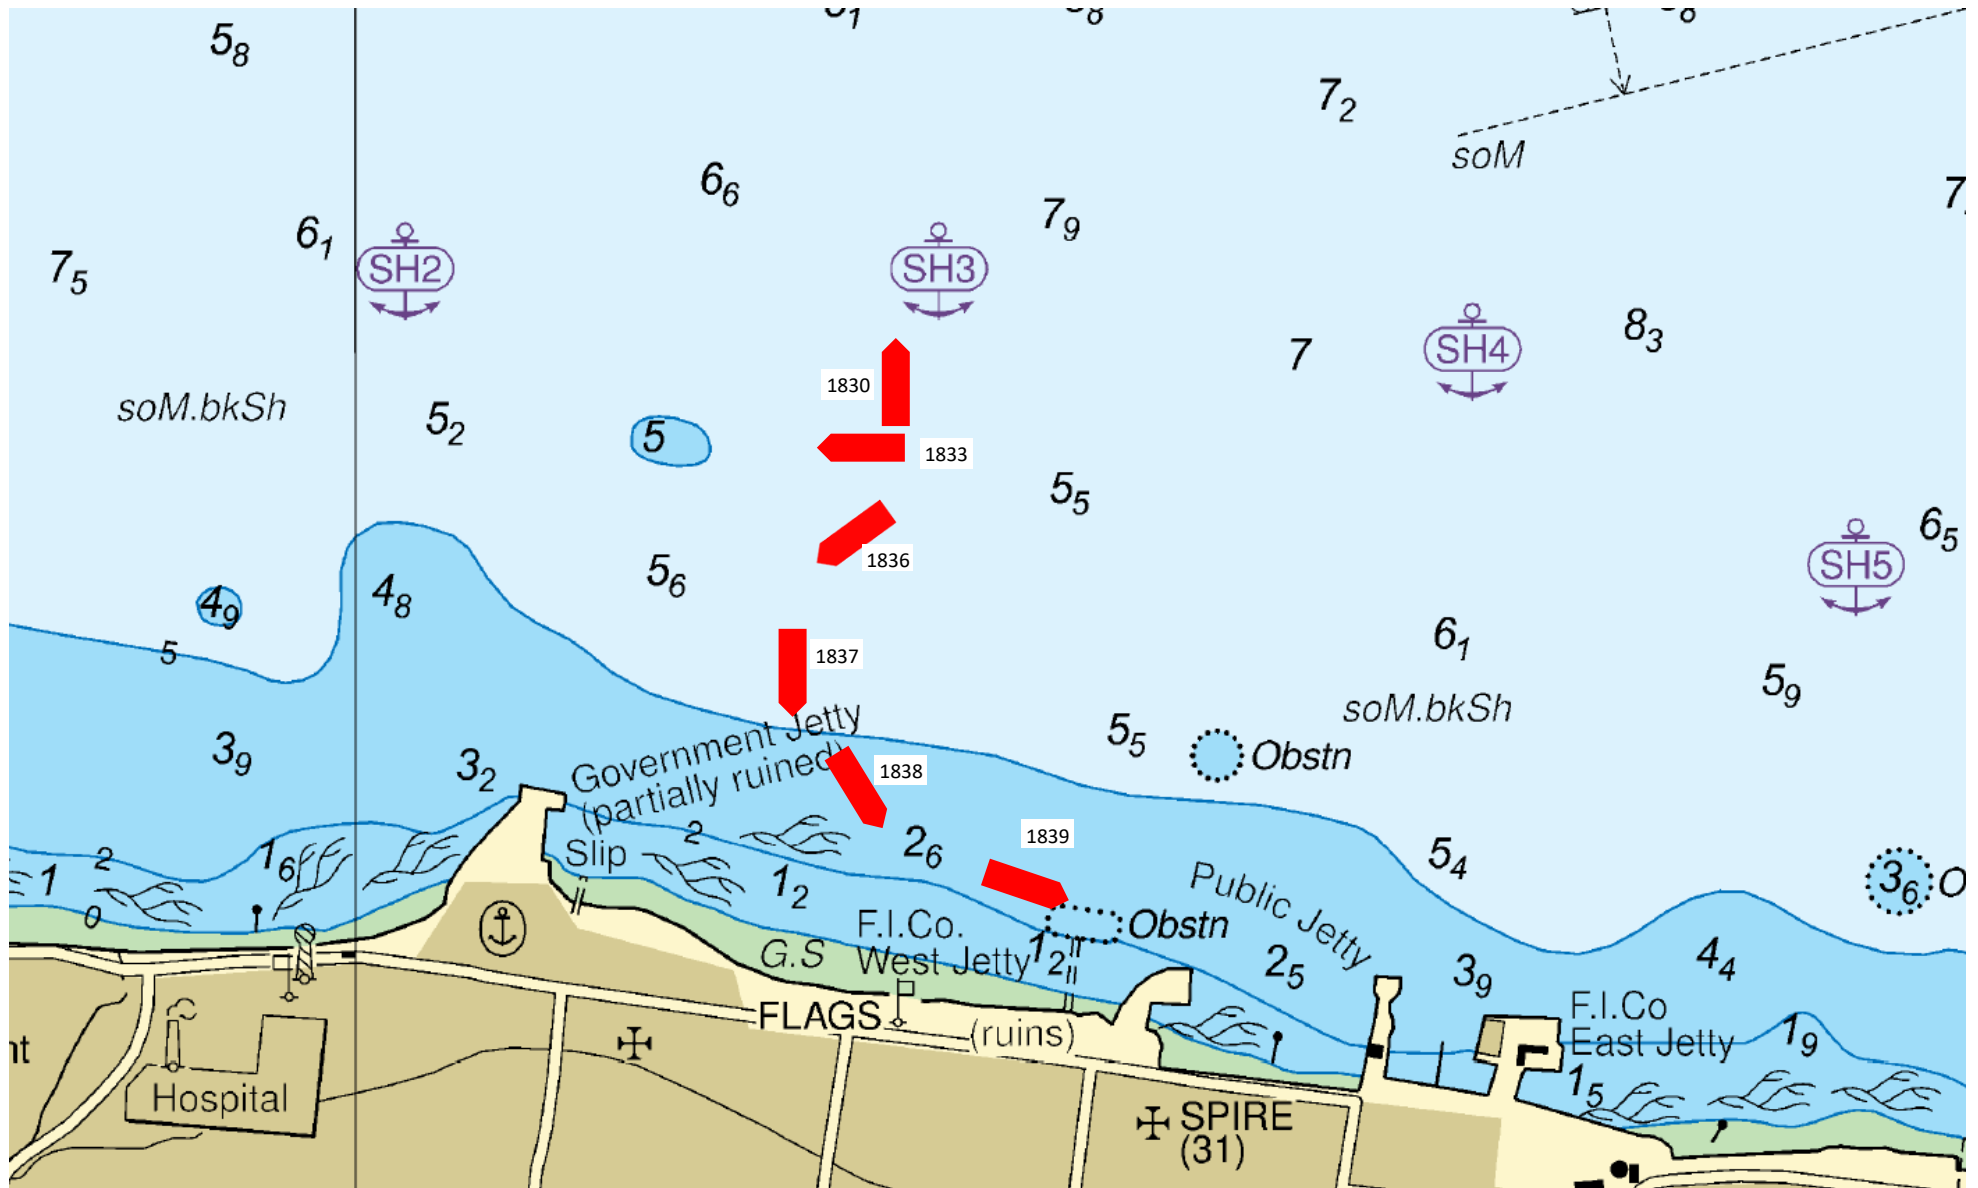 5₈
7₂
soM
6₆
7₉
6₁
7₅
SH2
SH3
SH4
8₃
7
1830
soM.bkSh
5₂
5
1833
5₅
6₅
1836
SH5
5₆
4₉
4₈
6₁
5
1837
5₉
soM.bkSh
Government Jetty
(partially ruined)
5₅
Obstn
3₉
3₂
1838
2
2₆
1839
5₄
Slip
2
1₆
1
1₂
Public Jetty
3₆
0
F.I.Co.
West Jetty
Obstn
G.S
1₂
2₅
3₉
4₄
FLAGS
(ruins)
F.I.Co
East Jetty
1₉
Hospital
1₅
SPIRE
(31)